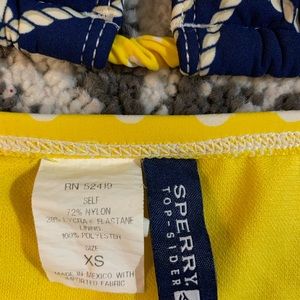 RN 52419
SELF
72% NYLON
28% LYCRA® ELASTANE
LINING
100% POLYESTER
SIZE
XS
MADE IN MEXICO WITH
IMPORTED FABRIC
SPERRY
TOP-SIDER